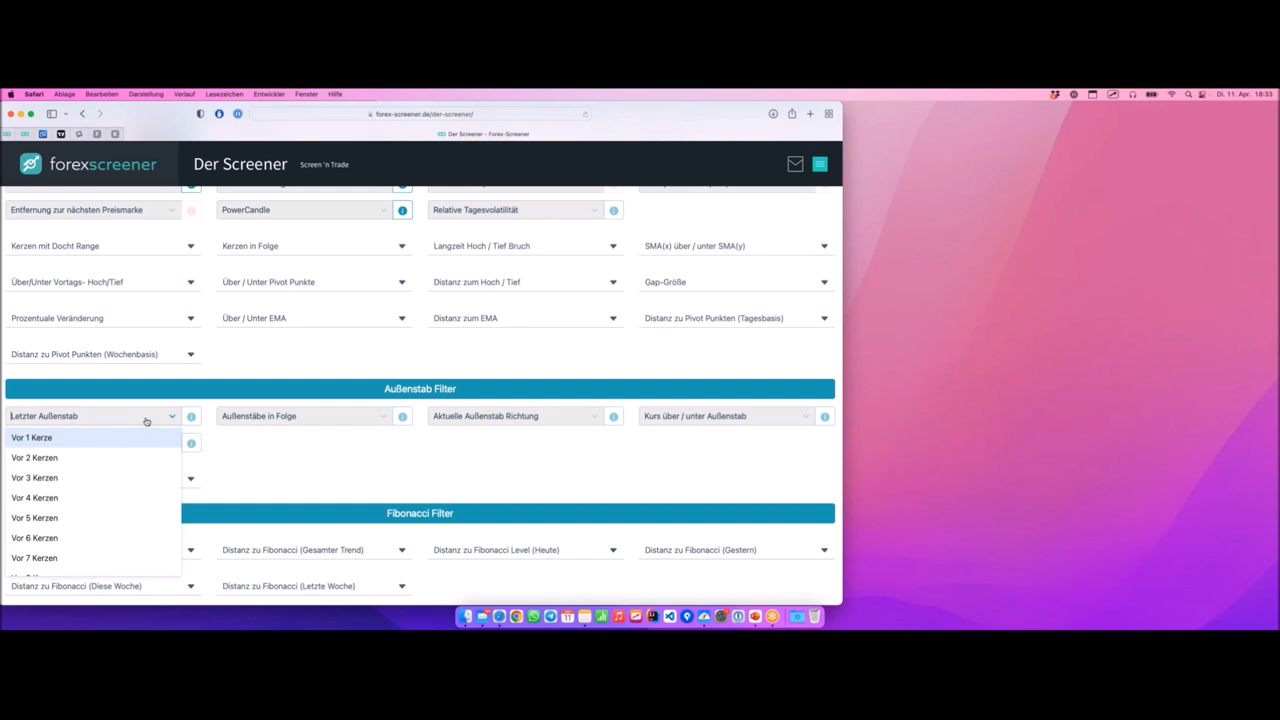 Safari Ablage Bearbeiten Darstellung Verlauf Lesezeichen Entwickler Fenster Hilfe Di. 11. Apr. 18:33
forex-screener.de/der-screener/
Der Screener - Forex-Screener
forexscreener Der Screener Screen 'n Trade
Entfernung zur nächsten Preismarke PowerCandle Relative Tagesvolatilität
Kerzen mit Docht Range Kerzen in Folge Langzeit Hoch / Tief Bruch SMA(x) über / unter SMA(y)
Über/Unter Vortags- Hoch/Tief Über / Unter Pivot Punkte Distanz zum Hoch / Tief Gap-Größe
Prozentuale Veränderung Über / Unter EMA Distanz zum EMA Distanz zu Pivot Punkten (Tagesbasis)
Distanz zu Pivot Punkten (Wochenbasis)
Außenstab Filter
Letzter Außenstab Außenstäbe in Folge Aktuelle Außenstab Richtung Kurs über / unter Außenstab
Vor 1 Kerze
Vor 2 Kerzen
Vor 3 Kerzen
Vor 4 Kerzen
Vor 5 Kerzen
Fibonacci Filter
Vor 6 Kerzen
Vor 7 Kerzen
Distanz zu Fibonacci (Gesamter Trend) Distanz zu Fibonacci Level (Heute) Distanz zu Fibonacci (Gestern)
Distanz zu Fibonacci (Diese Woche) Distanz zu Fibonacci (Letzte Woche)